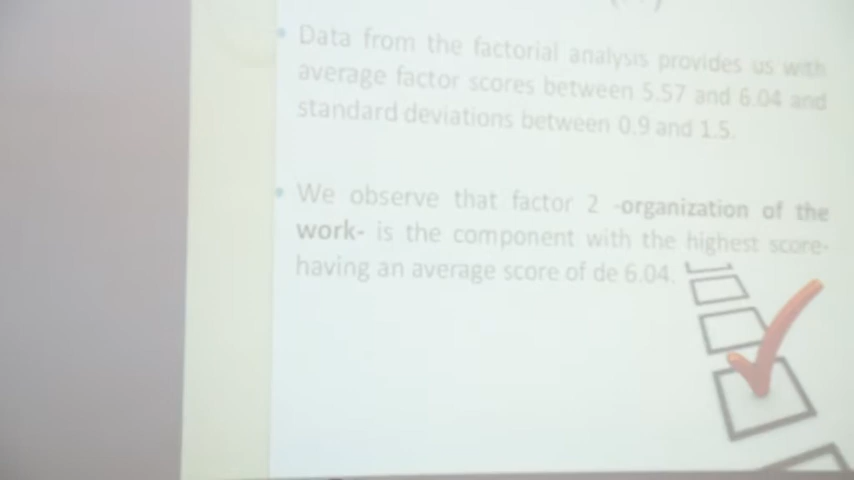 • Data from the factorial analysis provides us with
average factor scores between 5.57 and 6.04 and
standard deviations between 0.9 and 1.5.
• We observe that factor 2 -organization of the
work- is the component with the highest score-
having an average score of de 6.04.